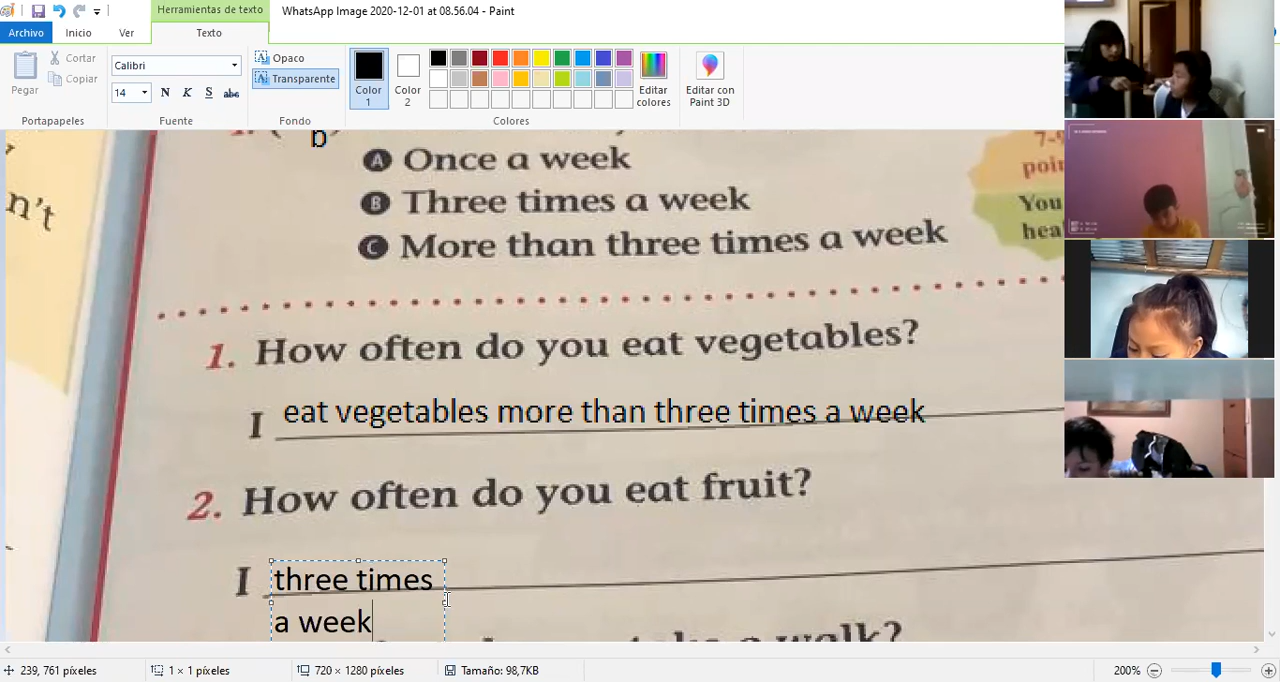 Herramientas de texto
WhatsApp Image 2020-12-01 at 08.56.04 - Paint
Archivo
Inicio
Ver
Texto
Pegar
Cortar
Copiar
Portapapeles
Calibri
14
N K S abc
Fuente
Opaco
Transparente
Fondo
Color 1
Color 2
Editar colores
Colores
Editar con Paint 3D
n't
b
A Once a week
B Three times a week
C More than three times a week
You
1. How often do you eat vegetables?
I eat vegetables more than three times a week
2. How often do you eat fruit?
I three times
a week
walk?
239, 761 píxeles
1 × 1 píxeles
720 × 1280 píxeles
Tamaño: 98,7KB
200%